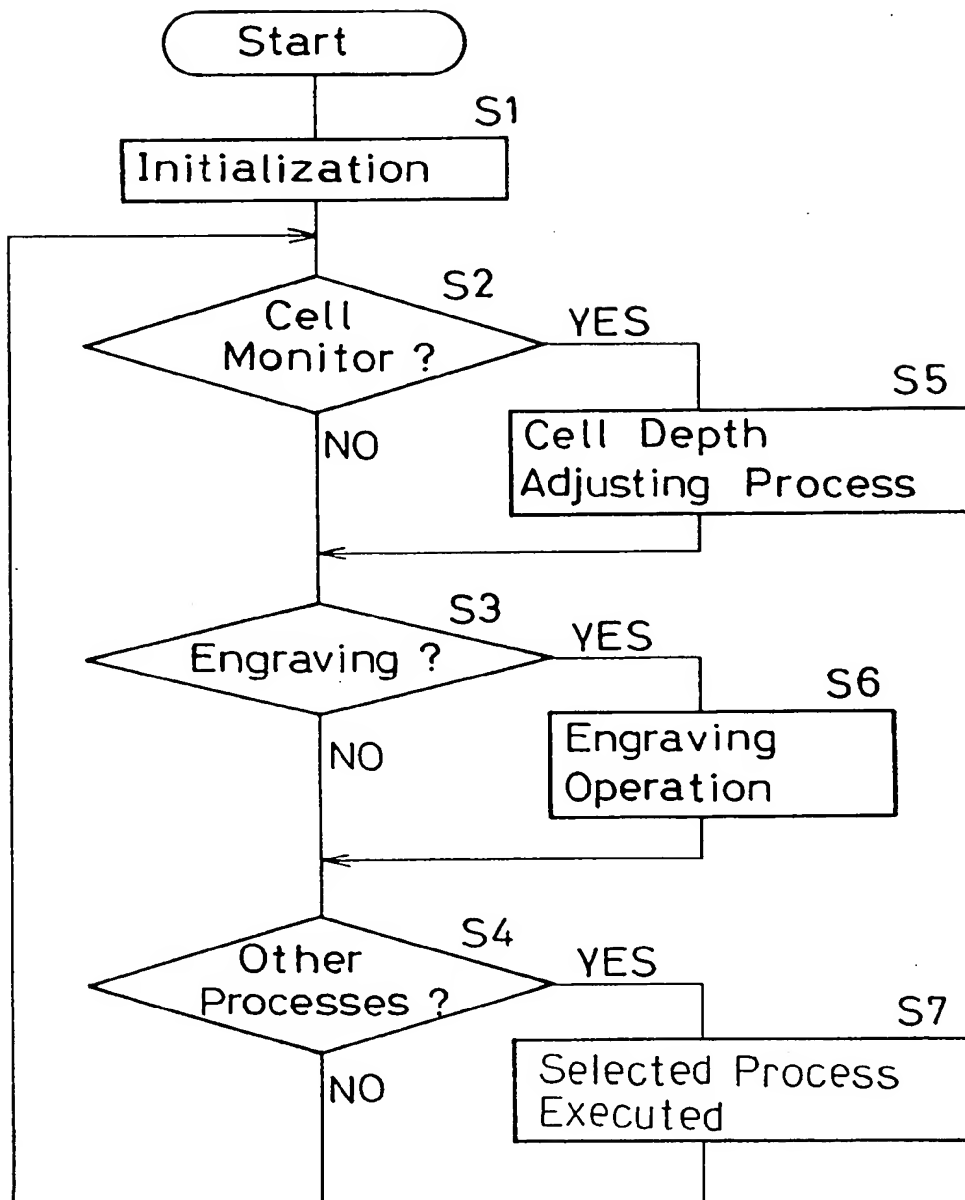 Start
S1
Initialization
S2
Cell
Monitor ?
YES
NO
S5
Cell Depth
Adjusting Process
S3
Engraving ?
YES
NO
S6
Engraving
Operation
S4
Other
Processes ?
YES
NO
S7
Selected Process
Executed